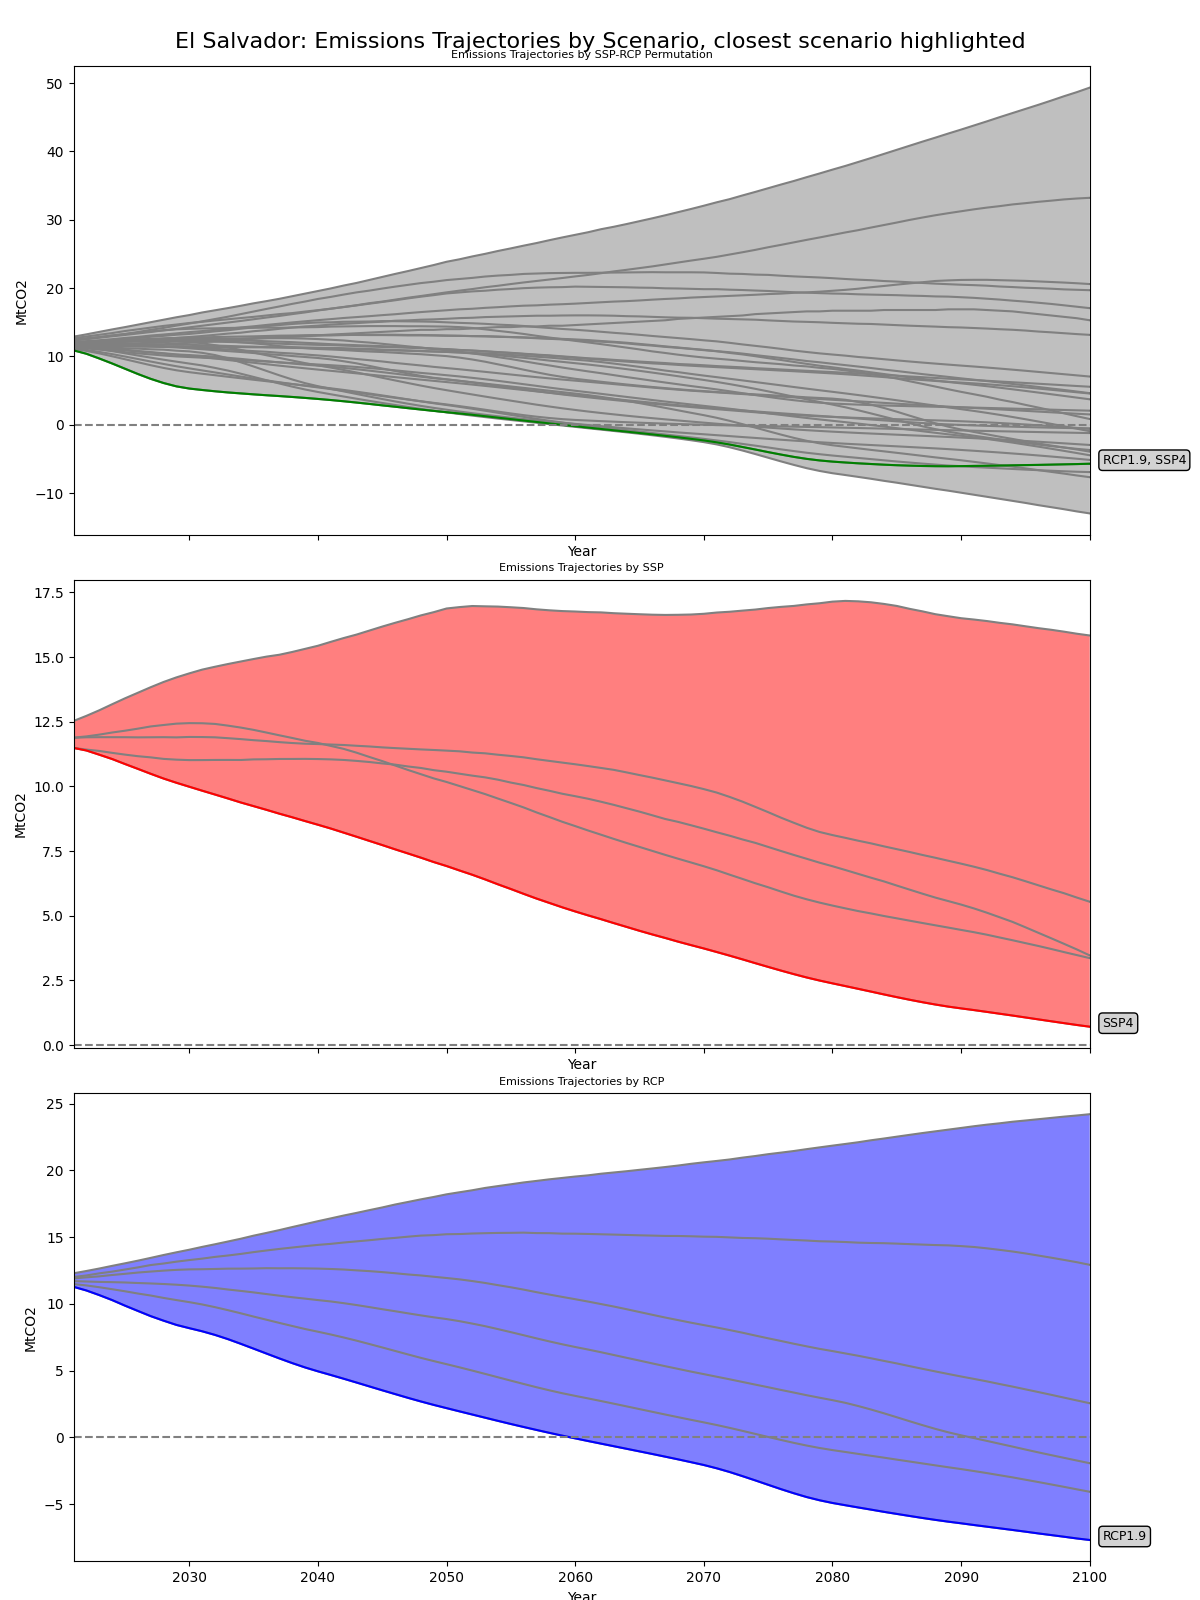 El Salvador: Emissions Trajectories by Scenario, closest scenario highlighted
Emissions Trajectories by SSP-RCP Permutation
50
40
30
20
10
0
−10
MtCO2
RCP1.9, SSP4
Year
Emissions Trajectories by SSP
17.5
15.0
12.5
10.0
7.5
5.0
2.5
0.0
MtCO2
SSP4
Year
Emissions Trajectories by RCP
25
20
15
10
5
0
−5
MtCO2
RCP1.9
2030 2040 2050 2060 2070 2080 2090 2100
Year